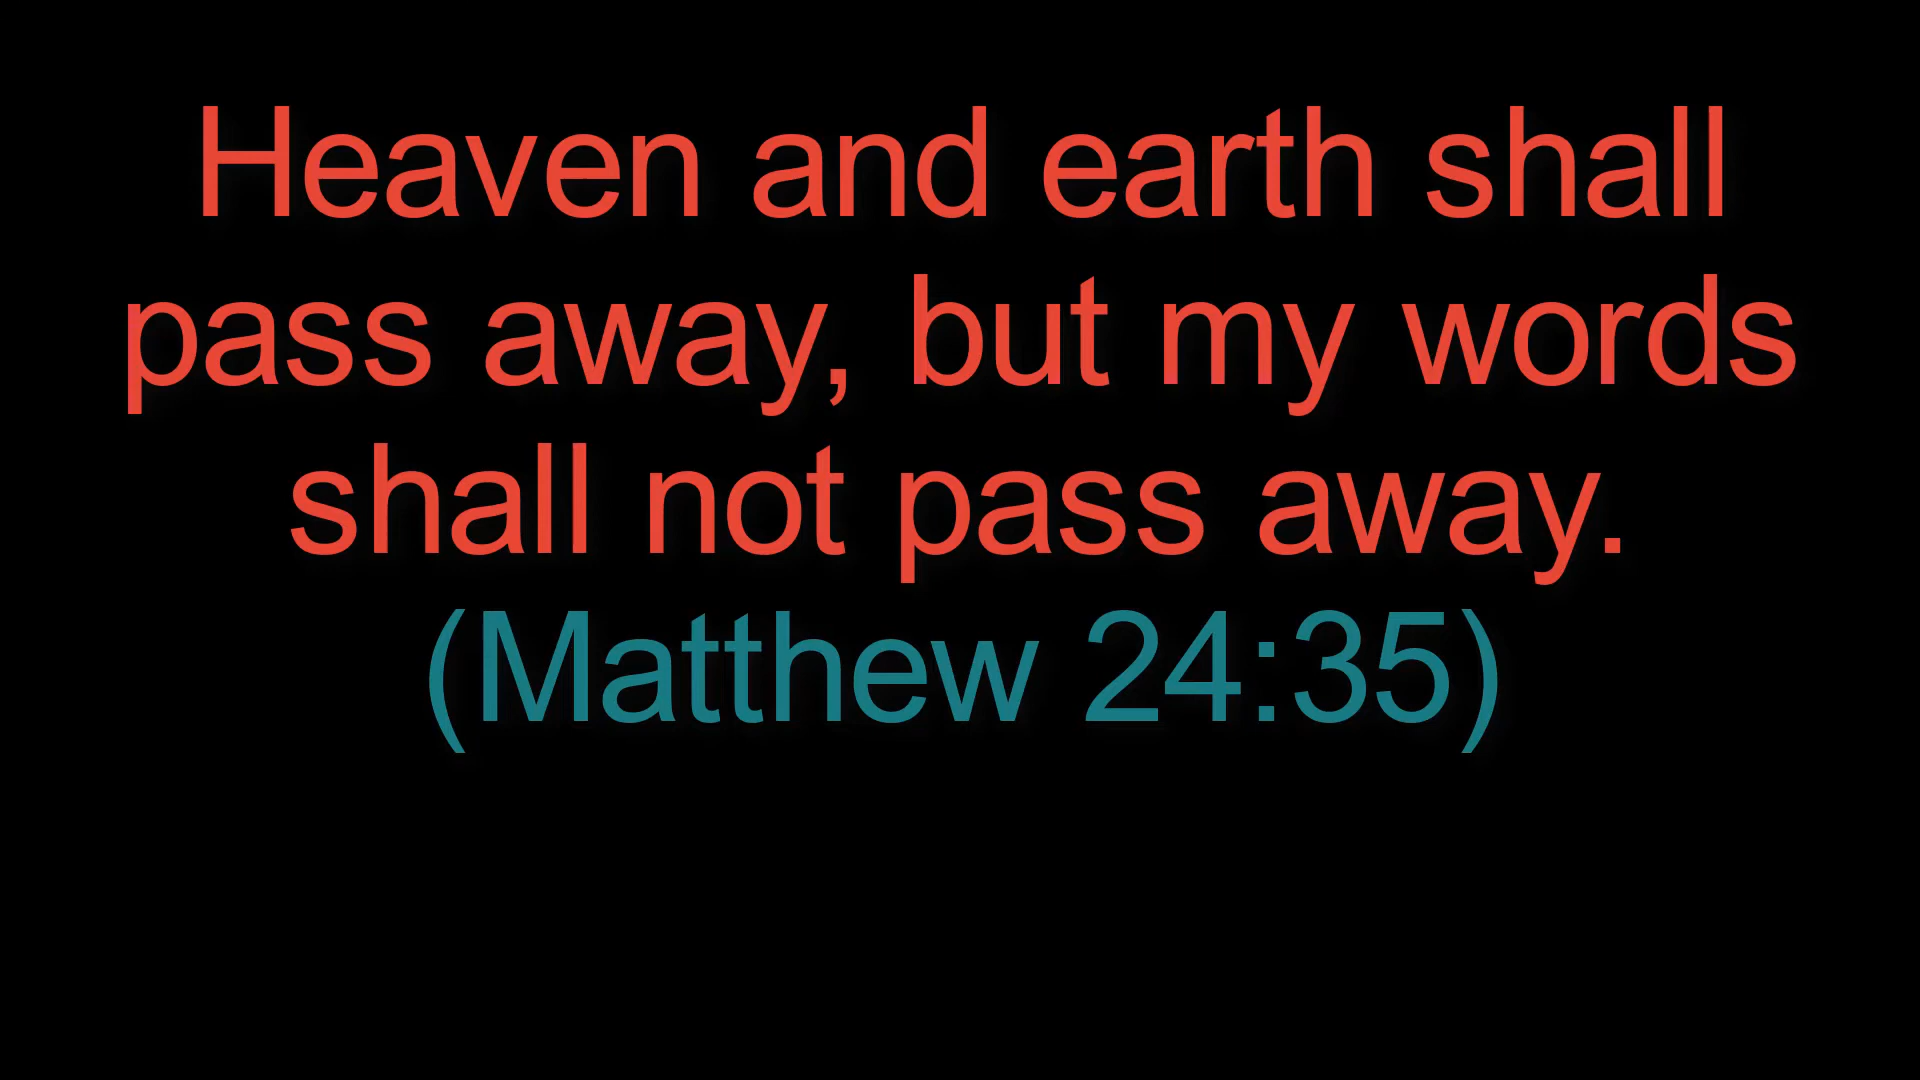 Heaven and earth shall
pass away, but my words
shall not pass away.
(Matthew 24:35)